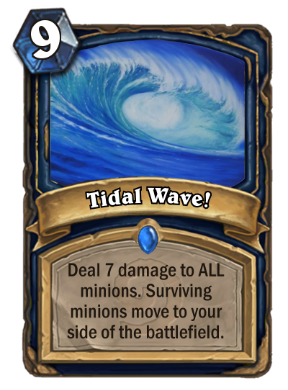 9
Tidal Wave!
Deal 7 damage to ALL
minions. Surviving
minions move to your
side of the battlefield.